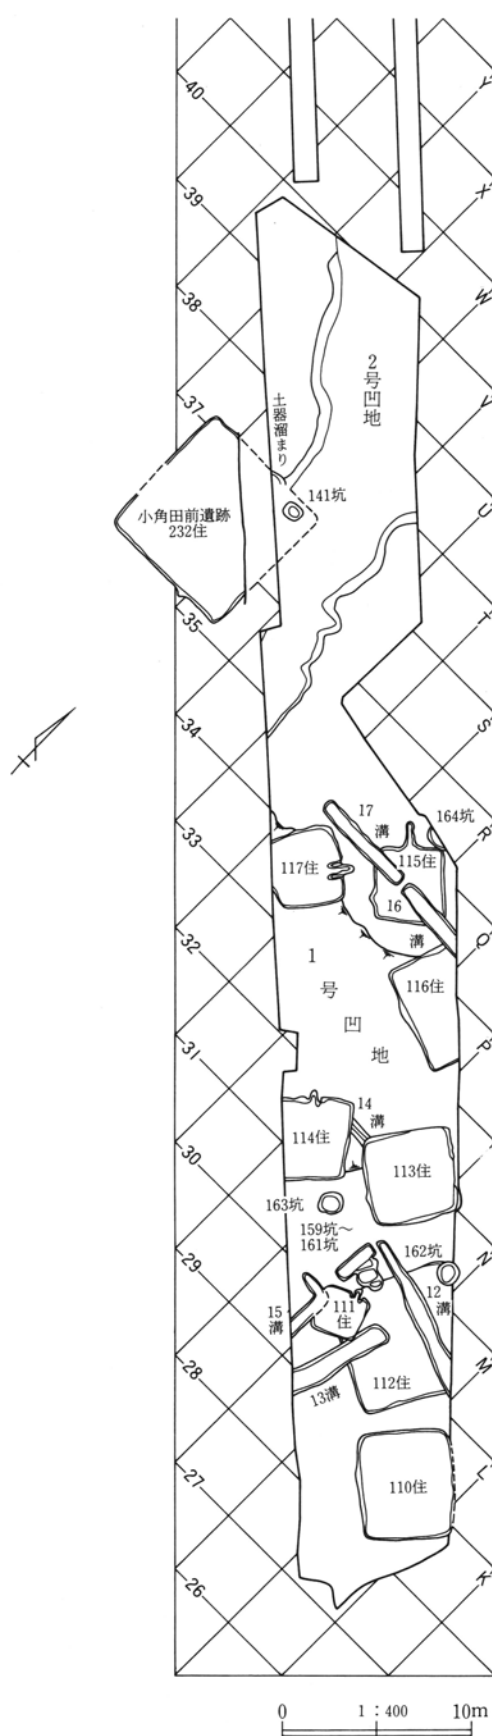 40
Y
39
X
38
W
37
V
2号凹地
土器溜まり
141坑
U
小角田前遺跡
232住
35
T
34
S
33
17
溝
164坑
R
117住
115住
16
溝
32
Q
1号凹地
116住
31
P
14
溝
114住
113住
30
163坑
159坑～
161坑
162坑
N
29
12
溝
15
溝
111
住
28
M
13溝
112住
27
L
110住
26
K
0
1:400
10m